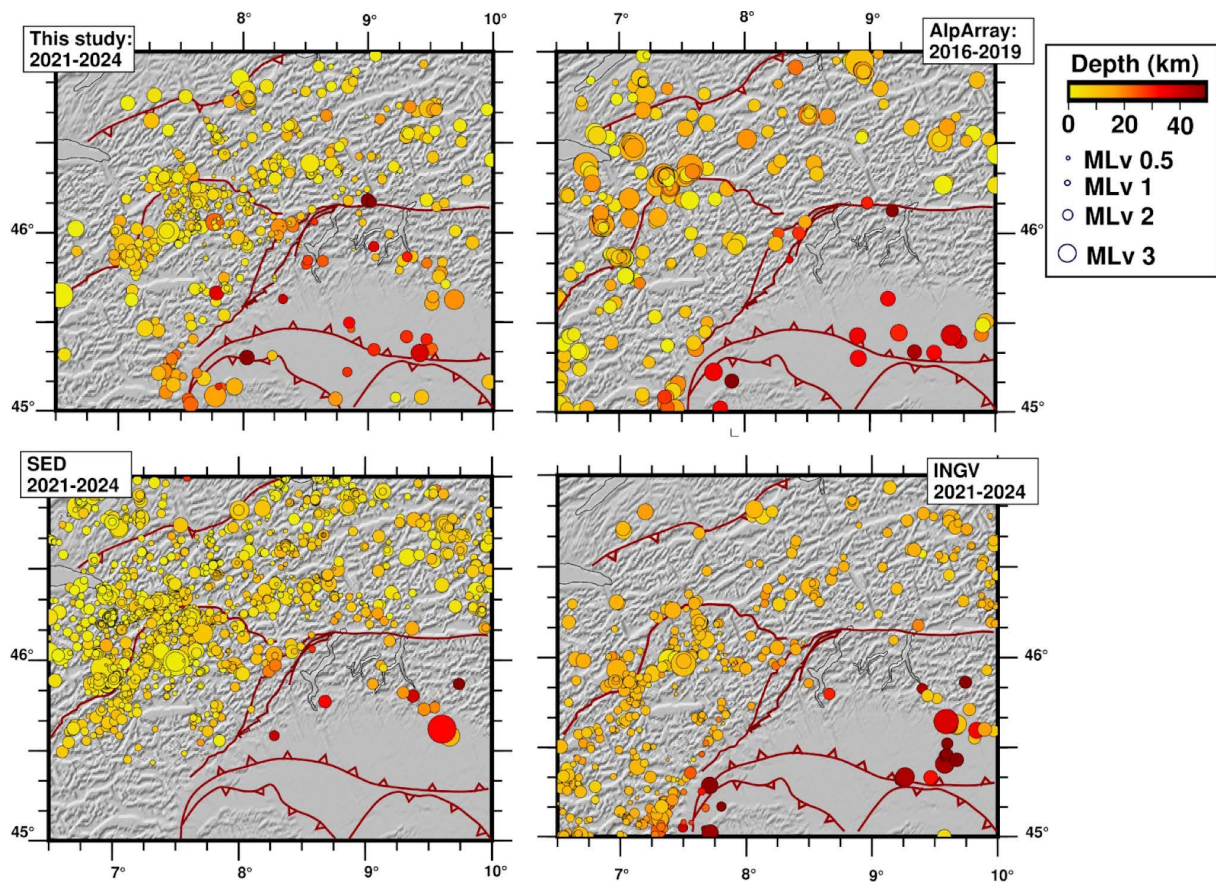 8° 9° 10° 7° 8° 9°
This study:
2021-2024
AlpArray:
2016-2019
Depth (km)
0 20 40
MLv 0.5
MLv 1
MLv 2
MLv 3
46° 46°
45° 45°
SED
2021-2024
INGV
2021-2024
46° 46°
45° 45°
7° 8° 9° 10° 7° 8° 9° 10°